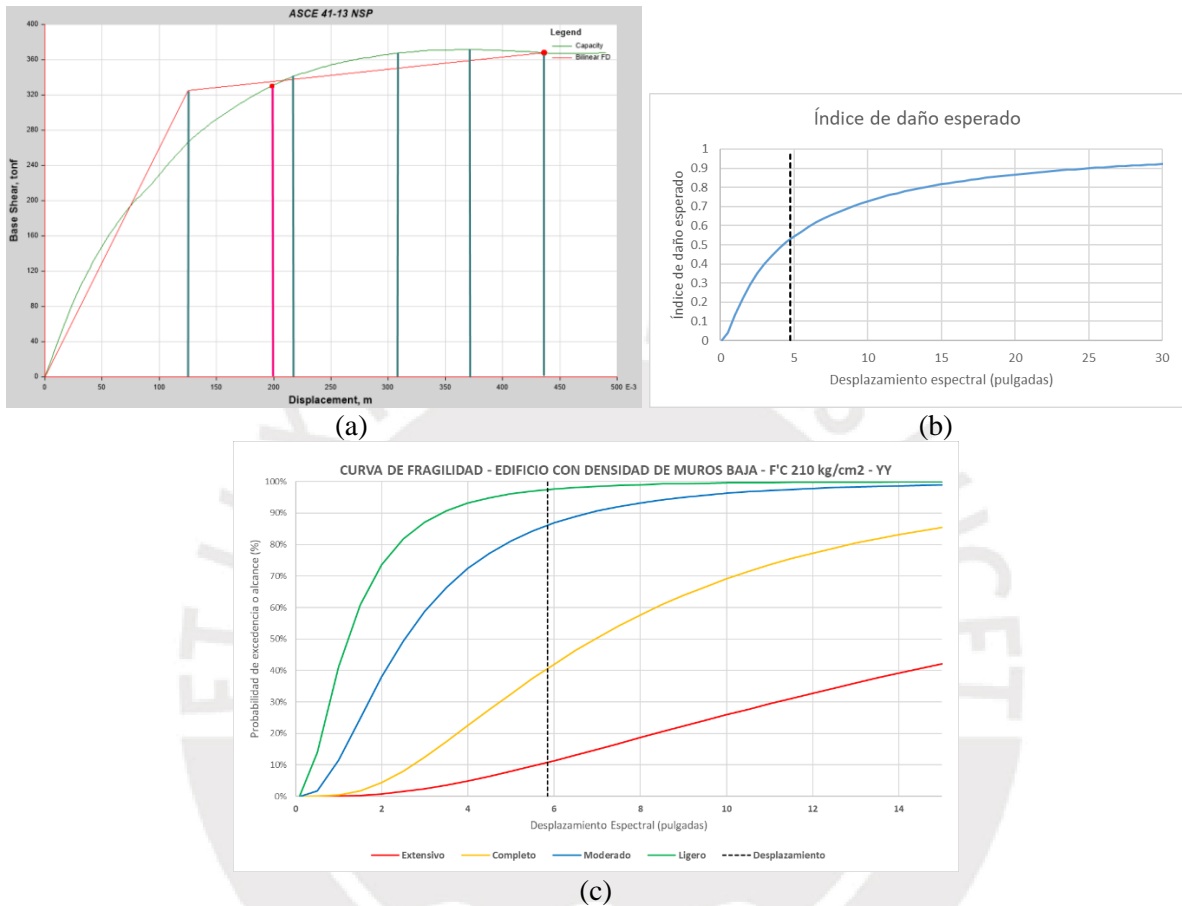 ASCE 41-13 NSP
Legend
Capacity
Bilinear FD
Base Shear, tonf
400
360
320
280
240
200
160
120
80
40
0
0 50 100 150 200 250 300 350 400 450 500 E-3
Displacement, m
(a)
Índice de daño esperado
Índice de daño esperado
1
0.9
0.8
0.7
0.6
0.5
0.4
0.3
0.2
0.1
0
0 5 10 15 20 25 30
Desplazamiento espectral (pulgadas)
(b)
CURVA DE FRAGILIDAD - EDIFICIO CON DENSIDAD DE MUROS BAJA - F'C 210 kg/cm2 - YY
Probabilidad de excedencia o alcance (%)
100%
90%
80%
70%
60%
50%
40%
30%
20%
10%
0%
0 2 4 6 8 10 12 14
Desplazamiento Espectral (pulgadas)
Extensivo Completo Moderado Ligero Desplazamiento
(c)